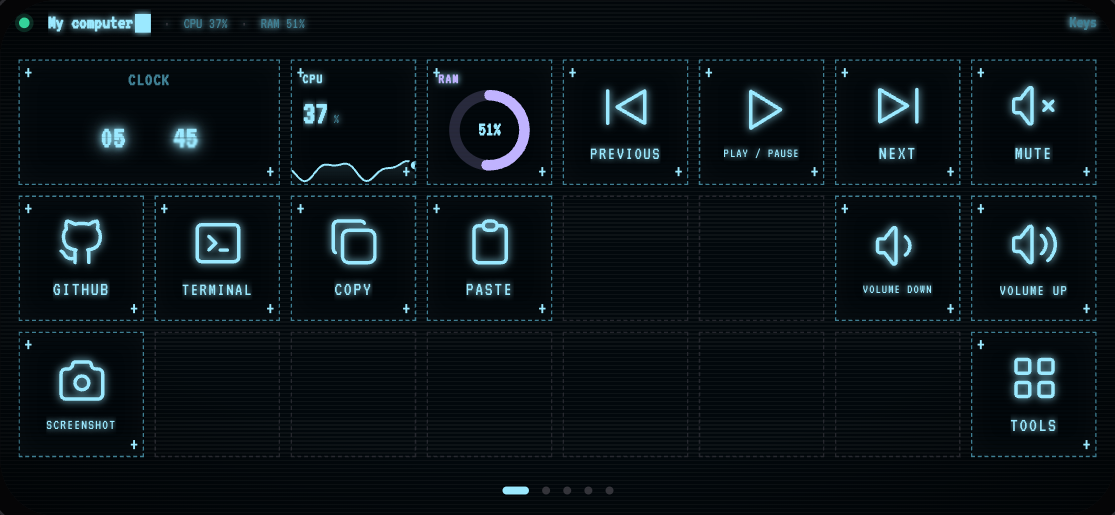 My computer · CPU 37% · RAM 51%
Keys
CLOCK
05 45
CPU
37 %
RAM
51%
PREVIOUS
PLAY / PAUSE
NEXT
MUTE
GITHUB
TERMINAL
COPY
PASTE
VOLUME DOWN
VOLUME UP
SCREENSHOT
TOOLS